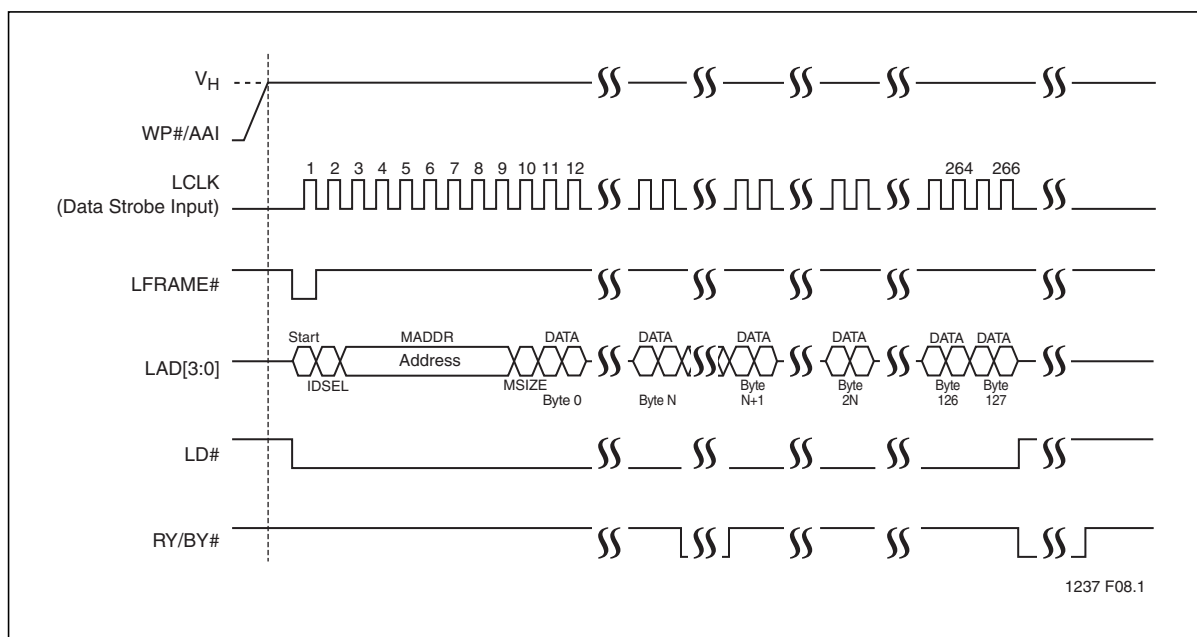 VH
WP#/AAI
1 2 3 4 5 6 7 8 9 10 11 12 264 266
LCLK
(Data Strobe Input)
LFRAME#
Start MADDR DATA DATA DATA DATA DATA DATA
LAD[3:0] Address
IDSEL MSIZE Byte 0 Byte N Byte N+1 Byte 2N Byte 126 Byte 127
LD#
RY/BY#
1237 F08.1